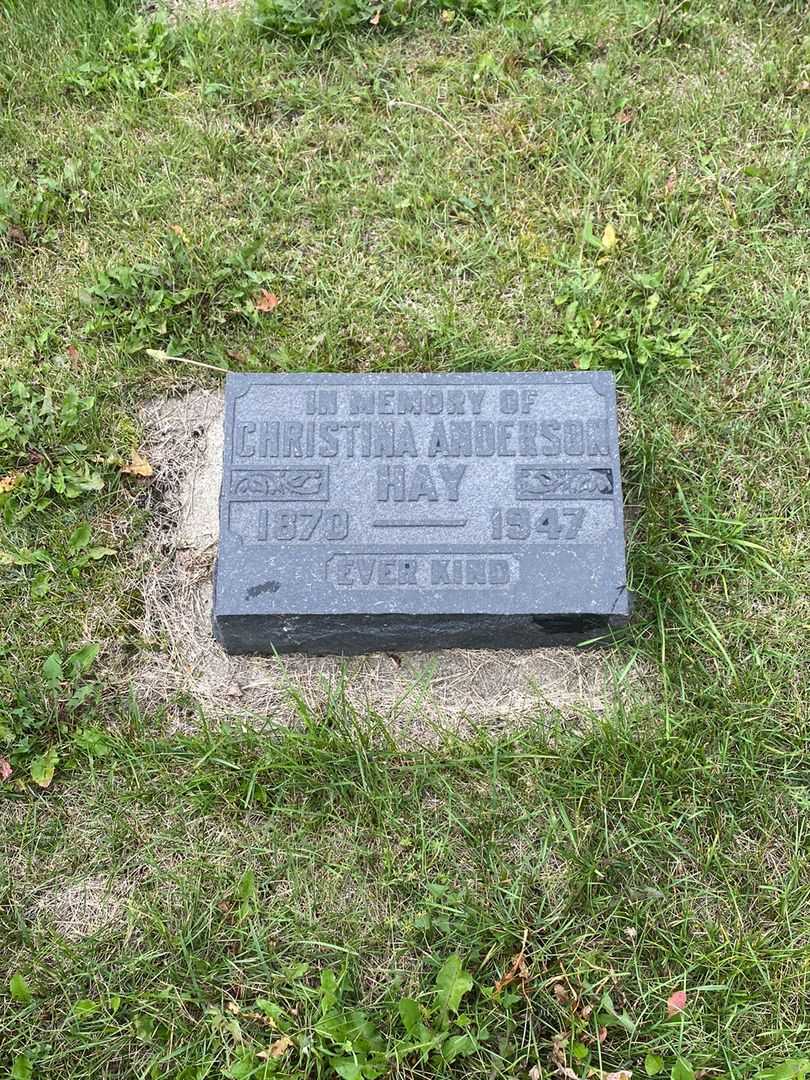 IN MEMORY OF
CHRISTINA ANDERSON
HAY
1870 — 1947
EVER KIND